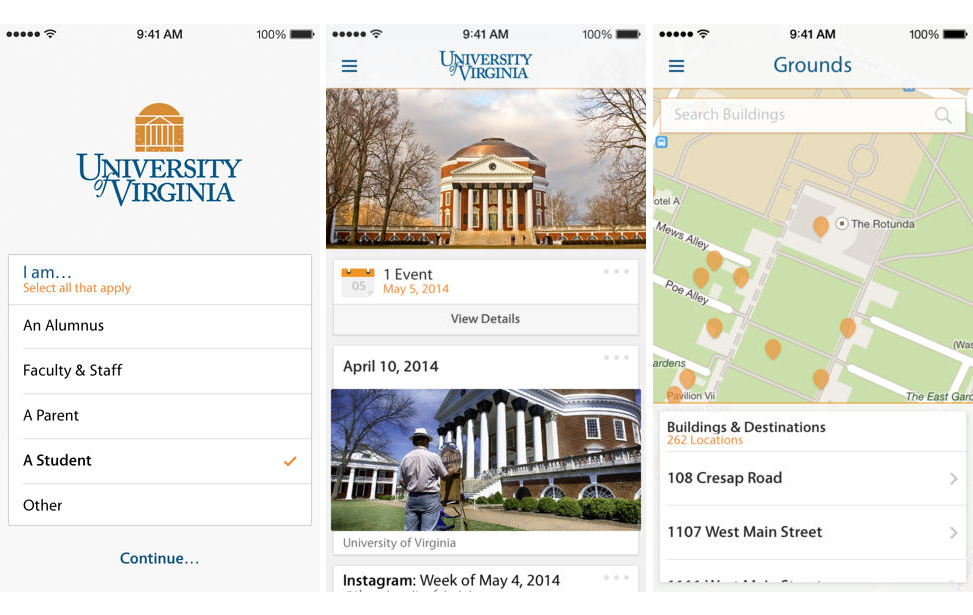 9:41 AM
100%
UNIVERSITY
of VIRGINIA
I am...
Select all that apply
An Alumnus
Faculty & Staff
A Parent
A Student
Other
Continue...
9:41 AM
100%
UNIVERSITY
of VIRGINIA
05
1 Event
May 5, 2014
View Details
April 10, 2014
University of Virginia
Instagram: Week of May 4, 2014
9:41 AM
100%
Grounds
Search Buildings
otel A
The Rotunda
Mews Alley
Poe Alley
(Was
ardens
Pavilion Vii
The East Gard
Buildings & Destinations
262 Locations
108 Cresap Road
1107 West Main Street